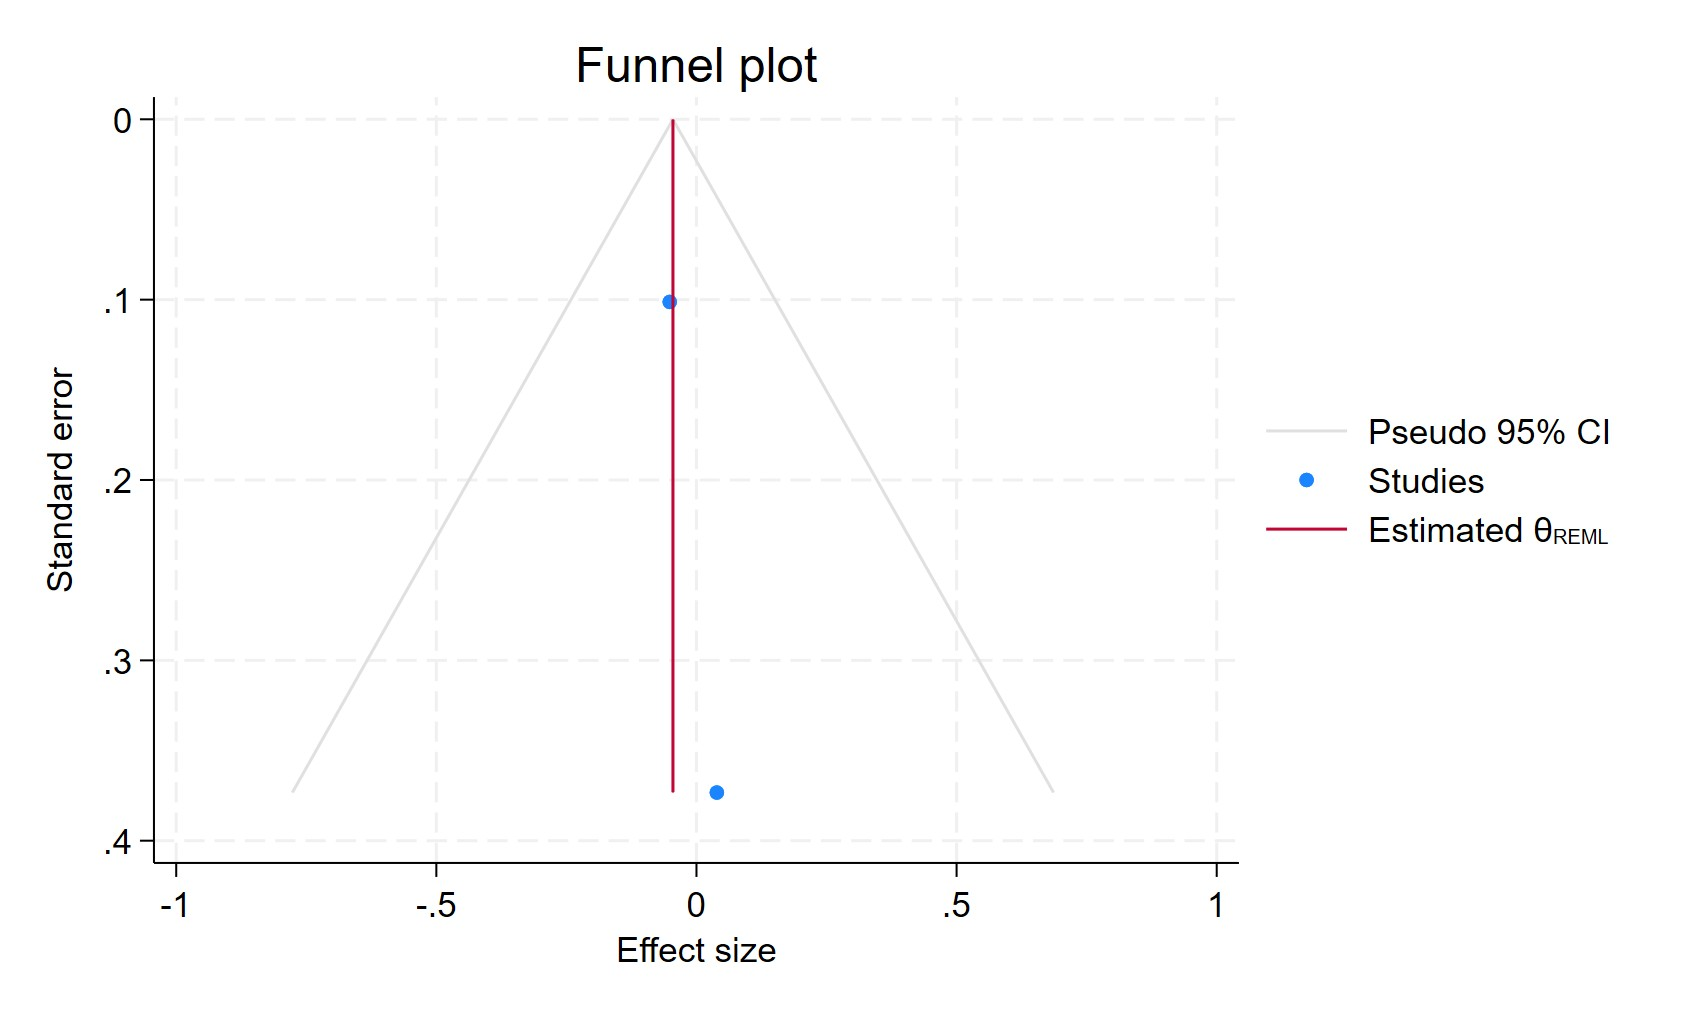 Funnel plot
0
.1
.2
.3
.4
Standard error
-1
-.5
0
.5
1
Effect size
Pseudo 95% CI
Studies
Estimated θREML